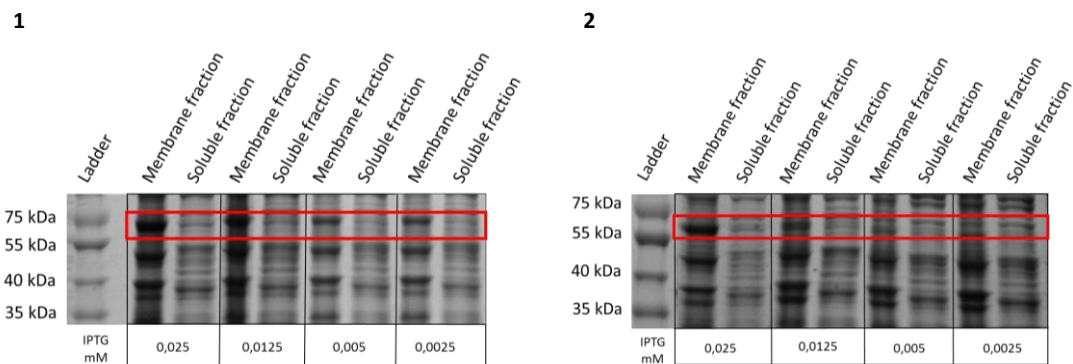 1
Ladder
Membrane fraction
Soluble fraction
Membrane fraction
Soluble fraction
Membrane fraction
Soluble fraction
Membrane fraction
Soluble fraction
75 kDa
55 kDa
40 kDa
35 kDa
IPTG
mM
0,025
0,0125
0,005
0,0025
2
Ladder
Membrane fraction
Soluble fraction
Membrane fraction
Soluble fraction
Membrane fraction
Soluble fraction
Membrane fraction
Soluble fraction
75 kDa
55 kDa
40 kDa
35 kDa
IPTG
mM
0,025
0,0125
0,005
0,0025